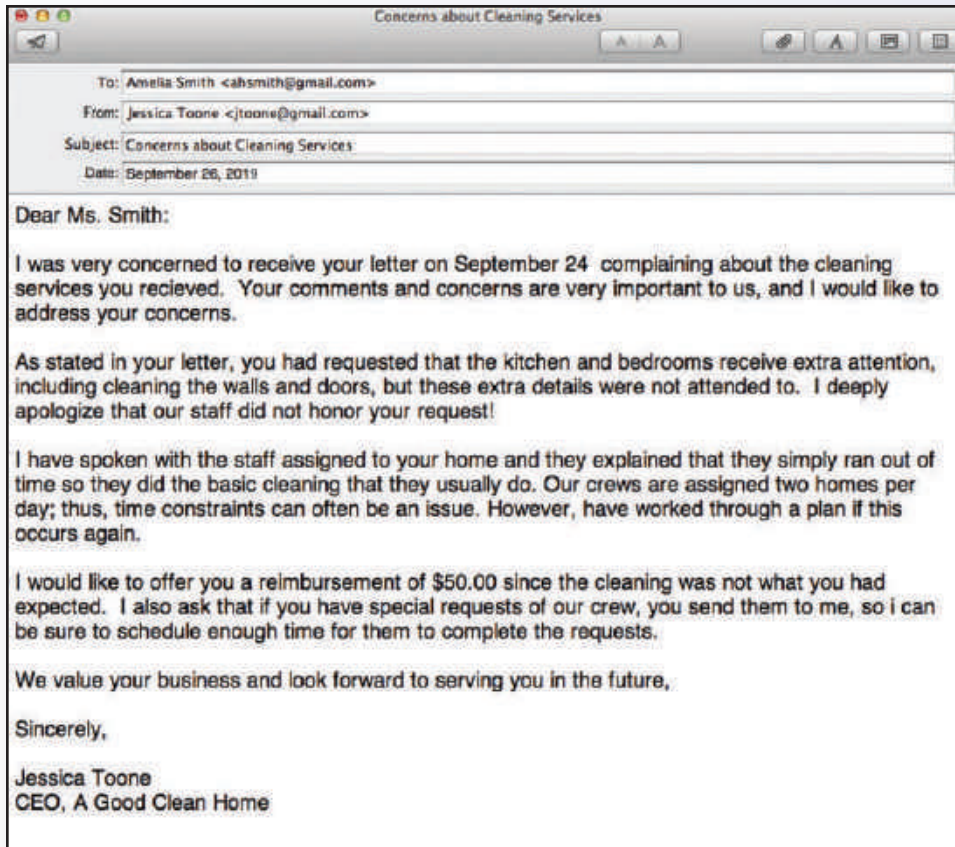 Concerns about Cleaning Services
A A
A
To: Amelia Smith <ahsmith@gmail.com>
From: Jessica Toone <jtoone@gmail.com>
Subject: Concerns about Cleaning Services
Date: September 26, 2019
Dear Ms. Smith:
I was very concerned to receive your letter on September 24 complaining about the cleaning
services you recieved. Your comments and concerns are very important to us, and I would like to
address your concerns.
As stated in your letter, you had requested that the kitchen and bedrooms receive extra attention,
including cleaning the walls and doors, but these extra details were not attended to. I deeply
apologize that our staff did not honor your request!
I have spoken with the staff assigned to your home and they explained that they simply ran out of
time so they did the basic cleaning that they usually do. Our crews are assigned two homes per
day; thus, time constraints can often be an issue. However, have worked through a plan if this
occurs again.
I would like to offer you a reimbursement of $50.00 since the cleaning was not what you had
expected. I also ask that if you have special requests of our crew, you send them to me, so i can
be sure to schedule enough time for them to complete the requests.
We value your business and look forward to serving you in the future,
Sincerely,
Jessica Toone
CEO, A Good Clean Home